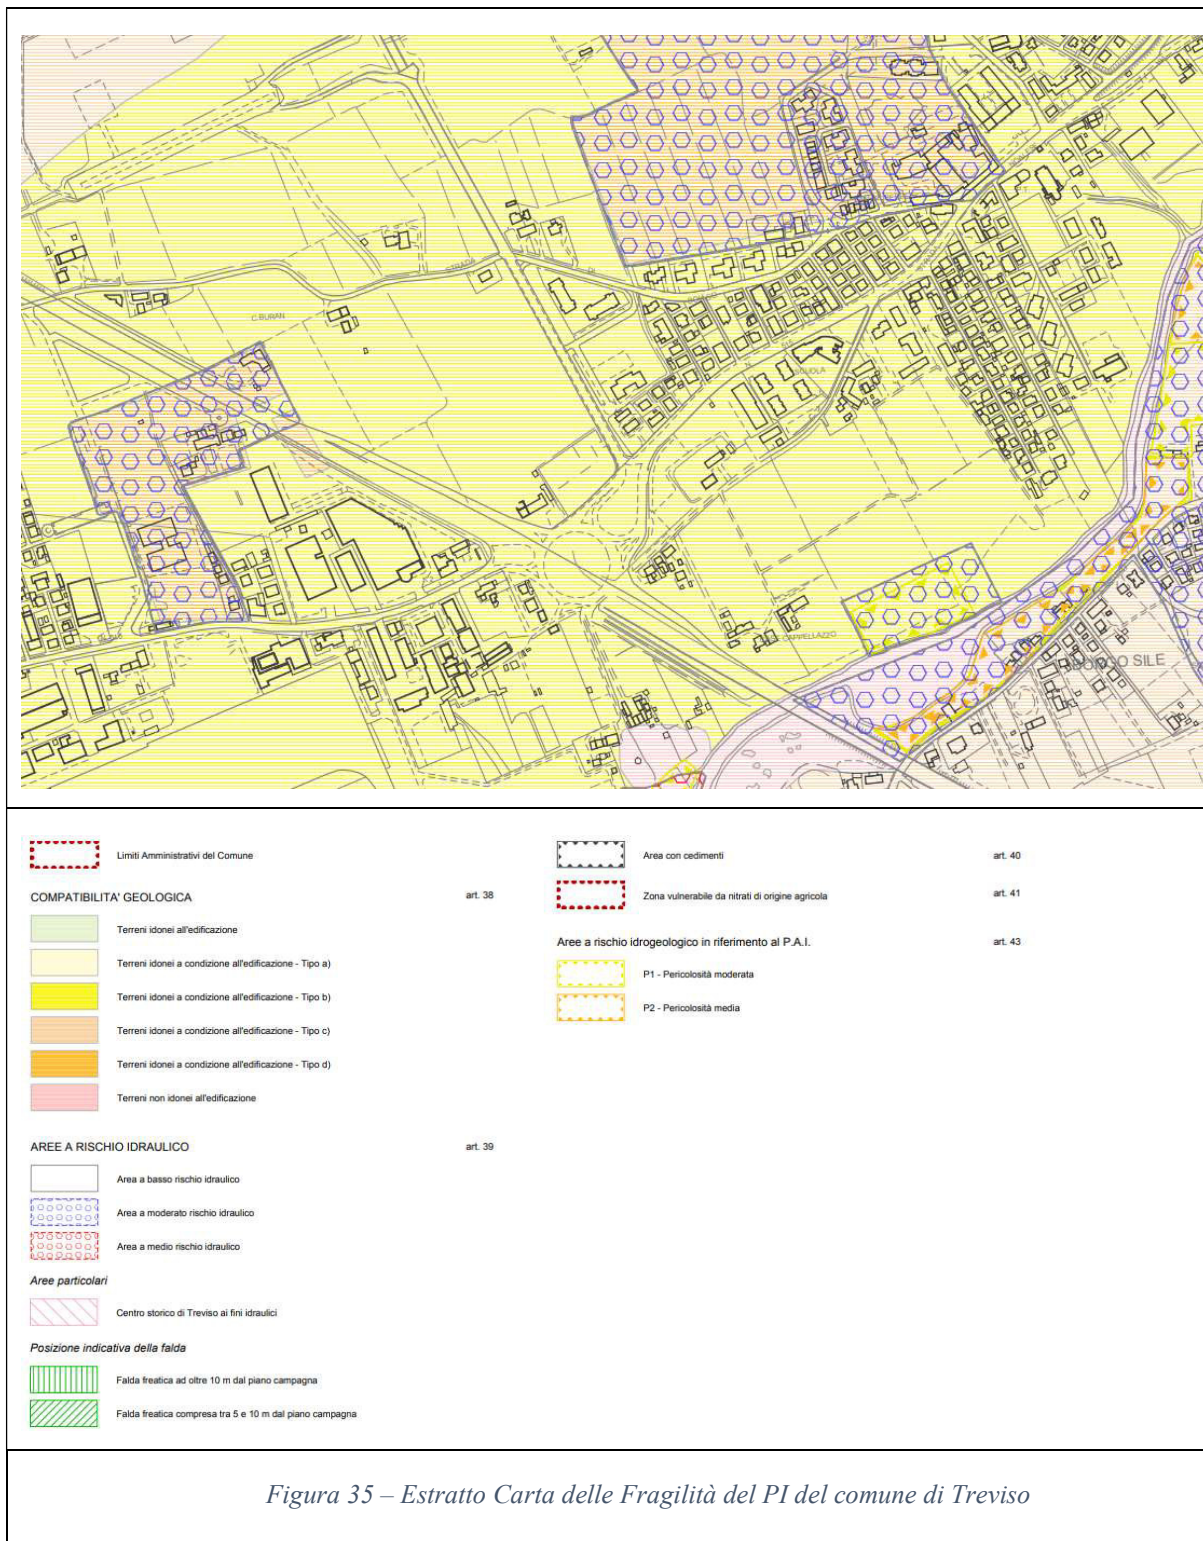 STRADA
DI
BORGO
C.RURAN
SCUOLA
CAPPELLAZZO
BORGO SILE
Limiti Amministrativi del Comune
COMPATIBILITA' GEOLOGICA art. 38
Terreni idonei all'edificazione
Terreni idonei a condizione all'edificazione - Tipo a)
Terreni idonei a condizione all'edificazione - Tipo b)
Terreni idonei a condizione all'edificazione - Tipo c)
Terreni idonei a condizione all'edificazione - Tipo d)
Terreni non idonei all'edificazione
AREE A RISCHIO IDRAULICO art. 39
Area a basso rischio idraulico
Area a moderato rischio idraulico
Area a medio rischio idraulico
Aree particolari
Centro storico di Treviso ai fini idraulici
Posizione indicativa della falda
Falda freatica ad oltre 10 m dal piano campagna
Falda freatica compresa tra 5 e 10 m dal piano campagna
Area con cedimenti art. 40
Zona vulnerabile da nitrati di origine agricola art. 41
Aree a rischio idrogeologico in riferimento al P.A.I. art. 43
P1 - Pericolosità moderata
P2 - Pericolosità media
Figura 35 – Estratto Carta delle Fragilità del PI del comune di Treviso